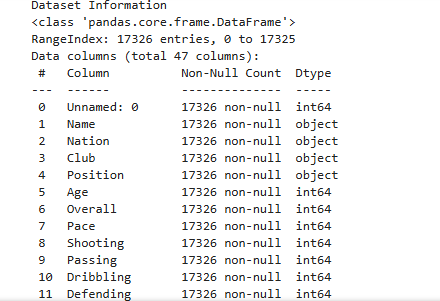 Dataset Information
<class 'pandas.core.frame.DataFrame'>
RangeIndex: 17326 entries, 0 to 17325
Data columns (total 47 columns):
 #   Column          Non-Null Count  Dtype
---  ------          --------------  -----
 0   Unnamed: 0      17326 non-null  int64
 1   Name            17326 non-null  object
 2   Nation          17326 non-null  object
 3   Club            17326 non-null  object
 4   Position        17326 non-null  object
 5   Age             17326 non-null  int64
 6   Overall         17326 non-null  int64
 7   Pace            17326 non-null  int64
 8   Shooting        17326 non-null  int64
 9   Passing         17326 non-null  int64
 10  Dribbling       17326 non-null  int64
 11  Defending       17326 non-null  int64